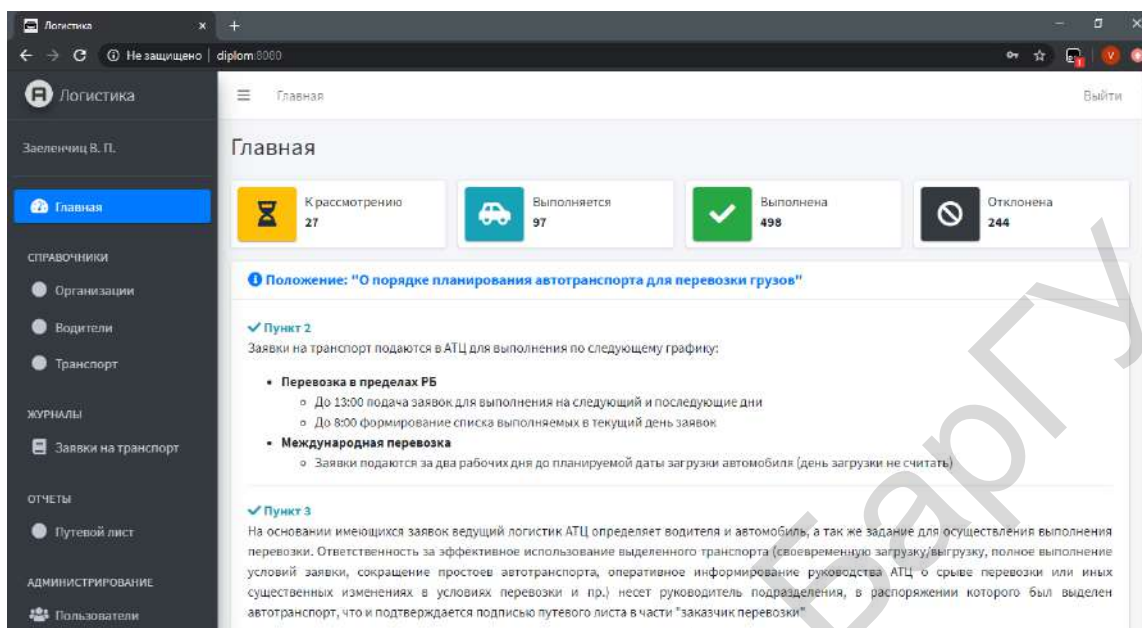 Логистика
Не защищено | diplom:8080
Логистика
Главная
Выйти
Заеленчиц В. П.
Главная
Главная
К рассмотрению
27
Выполняется
97
Выполнена
498
Отклонена
244
СПРАВОЧНИКИ
Организации
Водители
Транспорт
ЖУРНАЛЫ
Заявки на транспорт
ОТЧЕТЫ
Путевой лист
АДМИНИСТРИРОВАНИЕ
Пользователи
Положение: "О порядке планирования автотранспорта для перевозки грузов"
Пункт 2
Заявки на транспорт подаются в АТЦ для выполнения по следующему графику:
Перевозка в пределах РБ
До 13:00 подача заявок для выполнения на следующий и последующие дни
До 8:00 формирование списка выполняемых в текущий день заявок
Международная перевозка
Заявки подаются за два рабочих дня до планируемой даты загрузки автомобиля (день загрузки не считать)
Пункт 3
На основании имеющихся заявок ведущий логистик АТЦ определяет водителя и автомобиль, а так же задание для осуществления выполнения
перевозки. Ответственность за эффективное использование выделенного транспорта (своевременную загрузку/выгрузку, полное выполнение
условий заявки, сокращение простоев автотранспорта, оперативное информирование руководства АТЦ о срыве перевозки или иных
существенных изменениях в условиях перевозки и пр.) несет руководитель подразделения, в распоряжении которого был выделен
автотранспорт, что и подтверждается подписью путевого листа в части "заказчик перевозки"
БарГУ